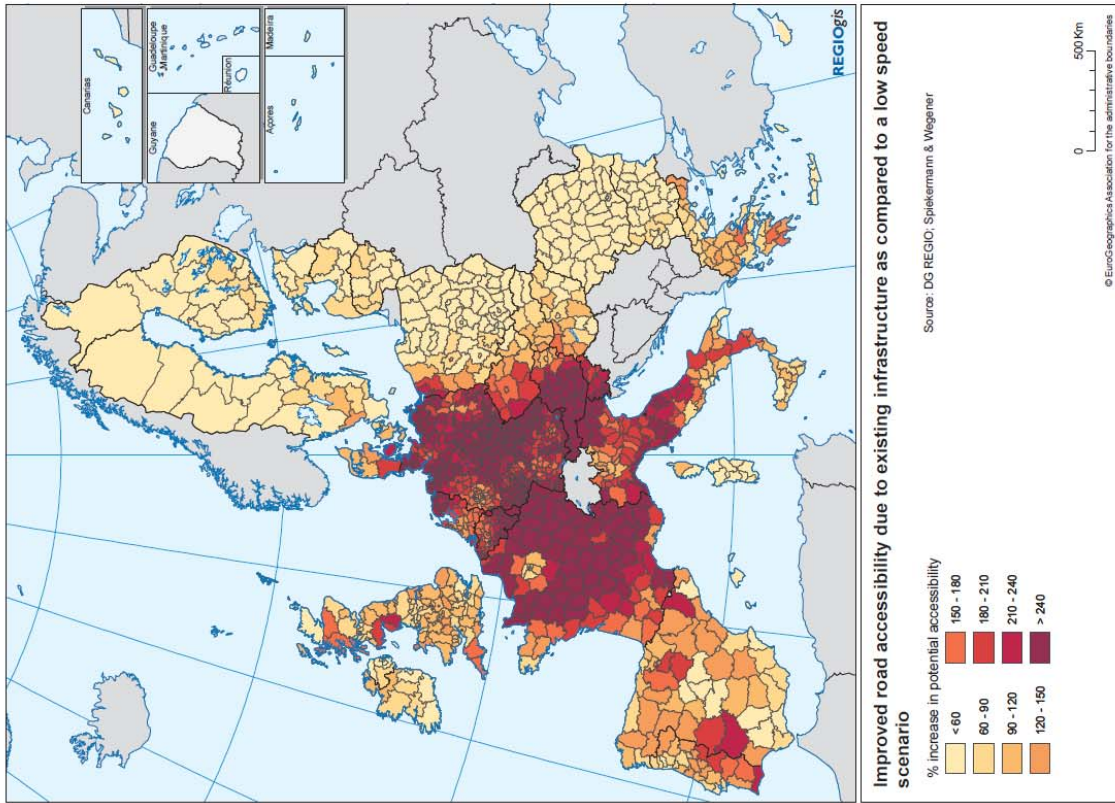 Canarias
Guyane
Guadeloupe
Martinique
Réunion
Açores
Madeira
REGIOgis
Improved road accessibility due to existing infrastructure as compared to a low speed
scenario
% increase in potential accessibility
< 60
60 - 90
90 - 120
120 - 150
150 - 180
180 - 210
210 - 240
> 240
Source: DG REGIO; Spiekermann & Wegener
0 500 Km
© EuroGeographics Association for the administrative boundaries